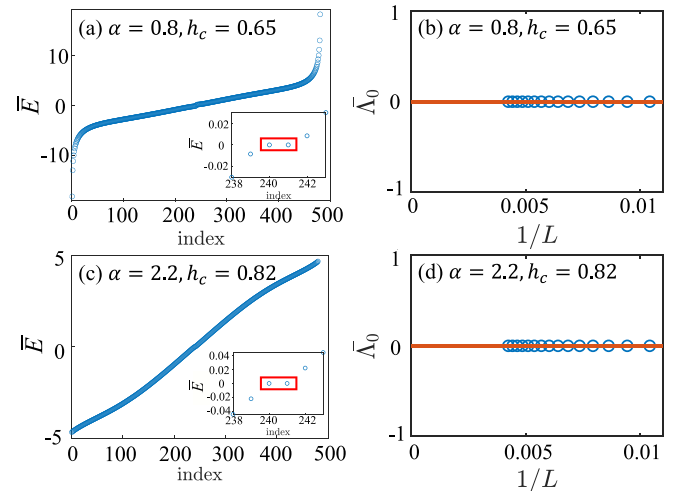 (a) α = 0.8, h_c = 0.65
E̅
10
0
-10
0 100 200 300 400 500
index
E̅
0.02
0
-0.02
238 240 242
index
(b) α = 0.8, h_c = 0.65
Λ̄₀
1
0
-1
0 0.005 0.01
1/L
(c) α = 2.2, h_c = 0.82
E̅
5
0
-5
0 100 200 300 400 500
index
E̅
0.04
0.02
0
-0.02
-0.04
238 240 242
index
(d) α = 2.2, h_c = 0.82
Λ̄₀
1
0
-1
0 0.005 0.01
1/L